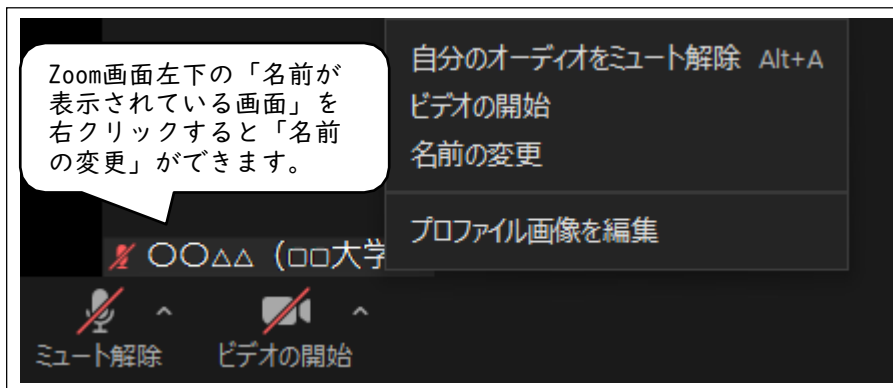 Zoom画面左下の「名前が
表示されている画面」を
右クリックすると「名前
の変更」ができます。
自分のオーディオをミュート解除 Alt+A
ビデオの開始
名前の変更
プロファイル画像を編集
〇〇△△（□□大学
ミュート解除 ビデオの開始